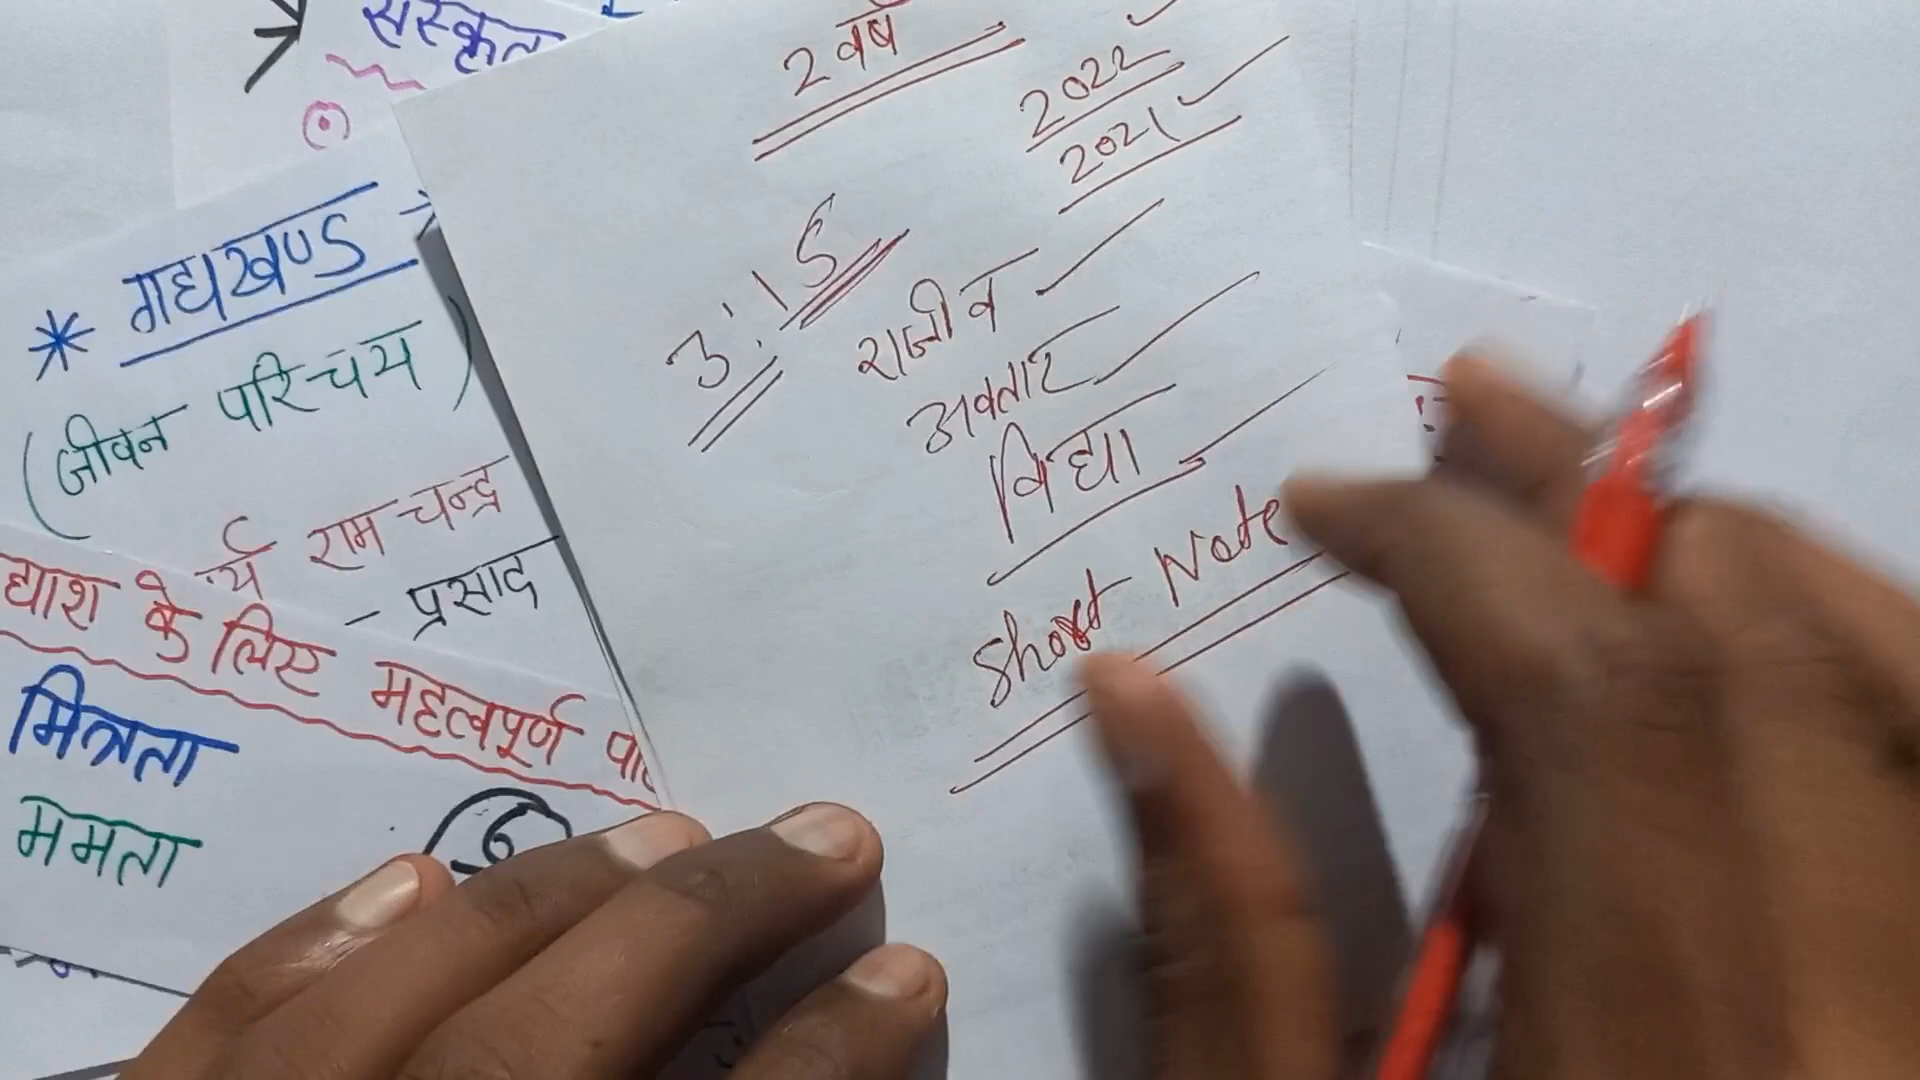 संस्कृत
2 वर्ष
2022
2021
* गद्यखण्ड
(जीवन परिचय)
र्य राम चन्द्र
- प्रसाद
द्यांश के लिए महत्वपूर्ण पा
मित्रता
ममता
3:15
राजीव
अवतार
विद्या
Short Note